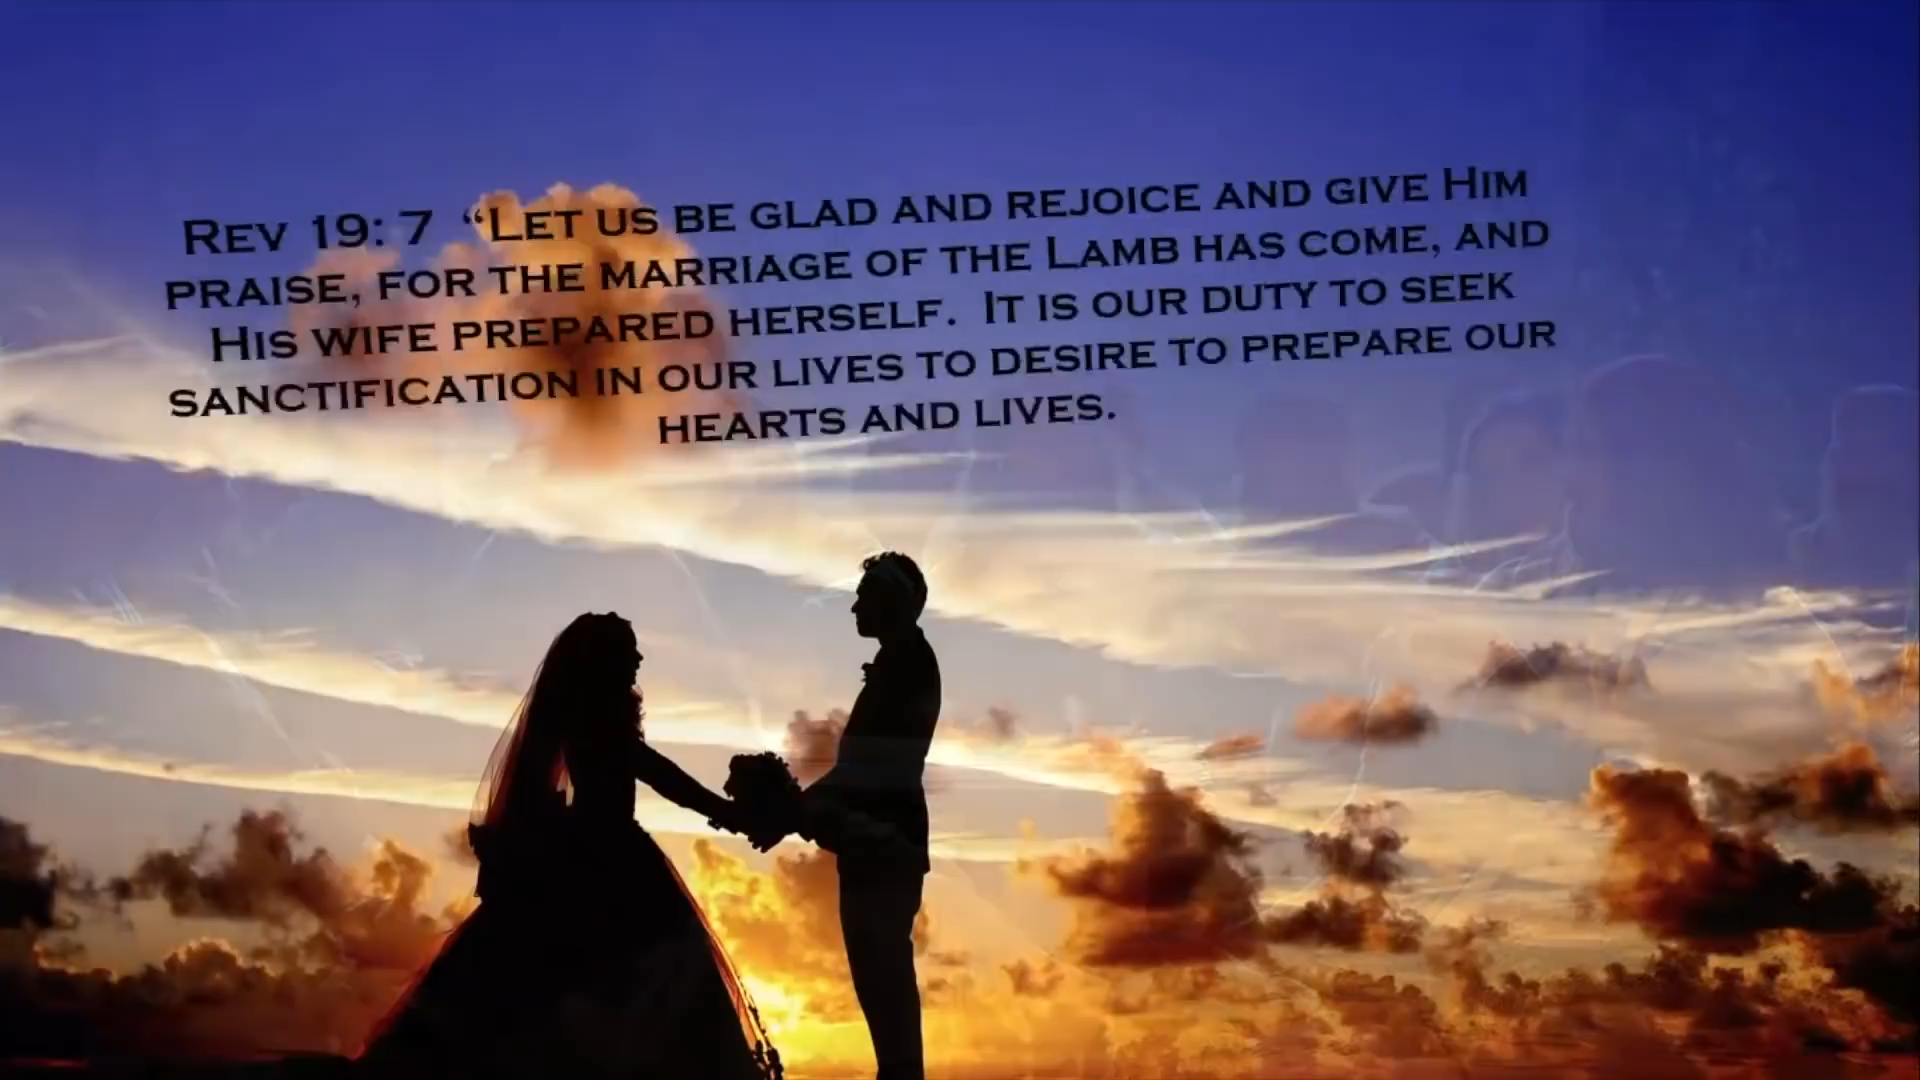 Rev 19: 7 “Let us be glad and rejoice and give Him
praise, for the marriage of the Lamb has come, and
His wife prepared herself. It is our duty to seek
sanctification in our lives to desire to prepare our
hearts and lives.